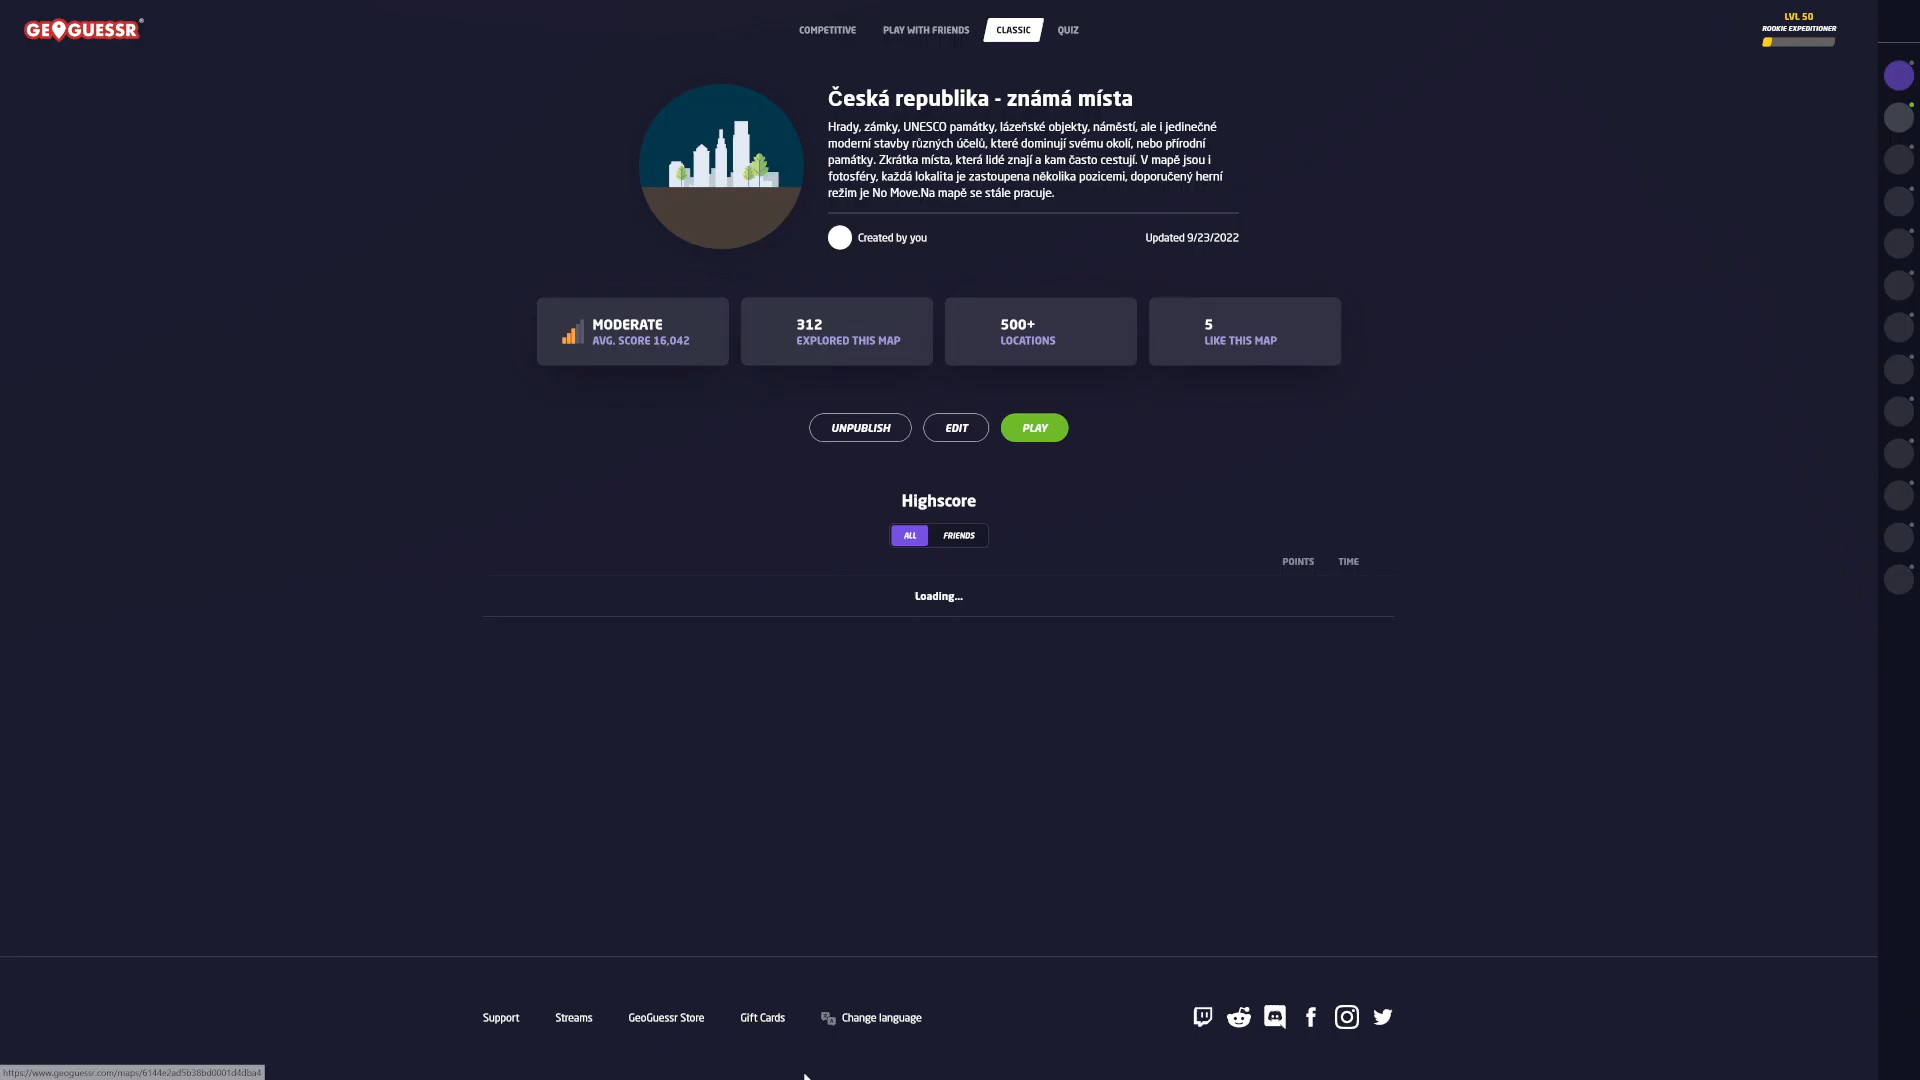 GEOGUESSR
COMPETITIVE
PLAY WITH FRIENDS
CLASSIC
QUIZ
LVL 50
ROOKIE EXPEDITIONER
Česká republika - známá místa
Hrady, zámky, UNESCO památky, lázeňské objekty, náměstí, ale i jedinečné
moderní stavby různých účelů, které dominují svému okolí, nebo přírodní
památky. Zkrátka místa, která lidé znají a kam často cestují. V mapě jsou i
fotosféry, každá lokalita je zastoupena několika pozicemi, doporučený herní
režim je No Move.Na mapě se stále pracuje.
Created by you
Updated 9/23/2022
MODERATE
AVG. SCORE 16,042
312
EXPLORED THIS MAP
500+
LOCATIONS
5
LIKE THIS MAP
UNPUBLISH
EDIT
PLAY
Highscore
ALL
FRIENDS
POINTS
TIME
Loading...
Support
Streams
GeoGuessr Store
Gift Cards
Change language
https://www.geoguessr.com/maps/6144e2ad5b38bd0001d4dba4